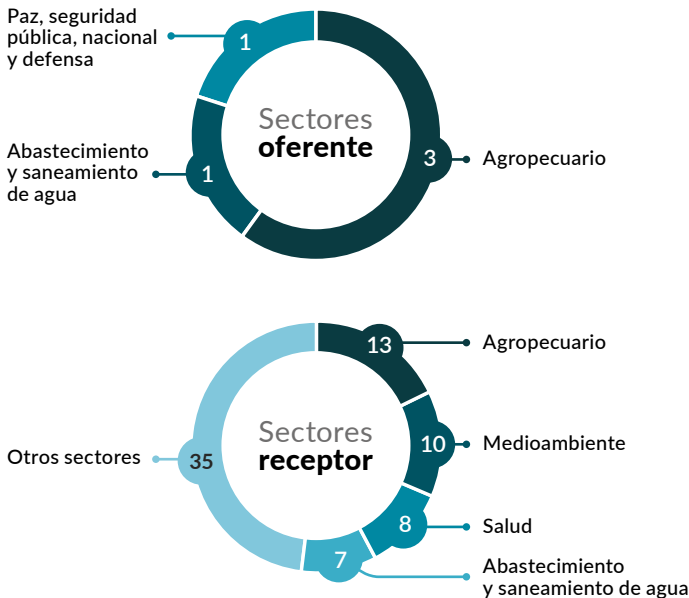 Paz, seguridad
pública, nacional
y defensa
1
Sectores
oferente
3
Agropecuario
Abastecimiento
y saneamiento
de agua
1
13
Agropecuario
Sectores
receptor
10
Medioambiente
Otros sectores
35
8
Salud
7
Abastecimiento
y saneamiento de agua